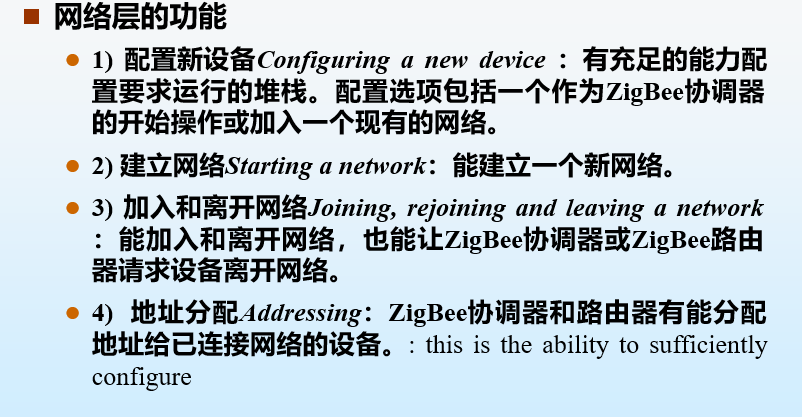 网络层的功能
1) 配置新设备Configuring a new device ：有充足的能力配
置要求运行的堆栈。配置选项包括一个作为ZigBee协调器
的开始操作或加入一个现有的网络。
2) 建立网络Starting a network：能建立一个新网络。
3) 加入和离开网络Joining, rejoining and leaving a network
：能加入和离开网络，也能让ZigBee协调器或ZigBee路由
器请求设备离开网络。
4) 地址分配Addressing：ZigBee协调器和路由器有能分配
地址给已连接网络的设备。: this is the ability to sufficiently
configure